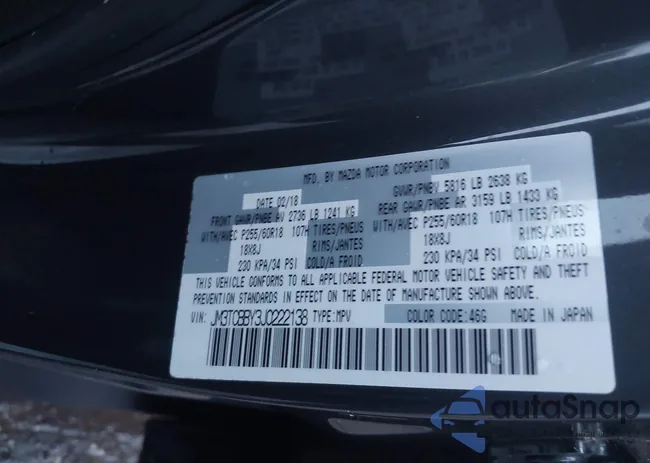 MFD. BY MAZDA MOTOR CORPORATION
DATE 02/18 GVWR/PNBV 5816 LB 2638 KG
FRONT GAWR/PNBE AV 2736 LB 1241 KG REAR GAWR/PNBE AR 3159 LB 1433 KG
WITH/AVEC P255/60R18 107H TIRES/PNEUS WITH/AVEC P255/60R18 107H TIRES/PNEUS
18X8J RIMS/JANTES 18X8J RIMS/JANTES
230 KPA/34 PSI COLD/A FROID 230 KPA/34 PSI COLD/A FROID
THIS VEHICLE CONFORMS TO ALL APPLICABLE FEDERAL MOTOR VEHICLE SAFETY AND THEFT
PREVENTION STANDARDS IN EFFECT ON THE DATE OF MANUFACTURE SHOWN ABOVE.
VIN: JM3TCBBY3J0222138 TYPE:MPV COLOR CODE:46G MADE IN JAPAN
autoSnap